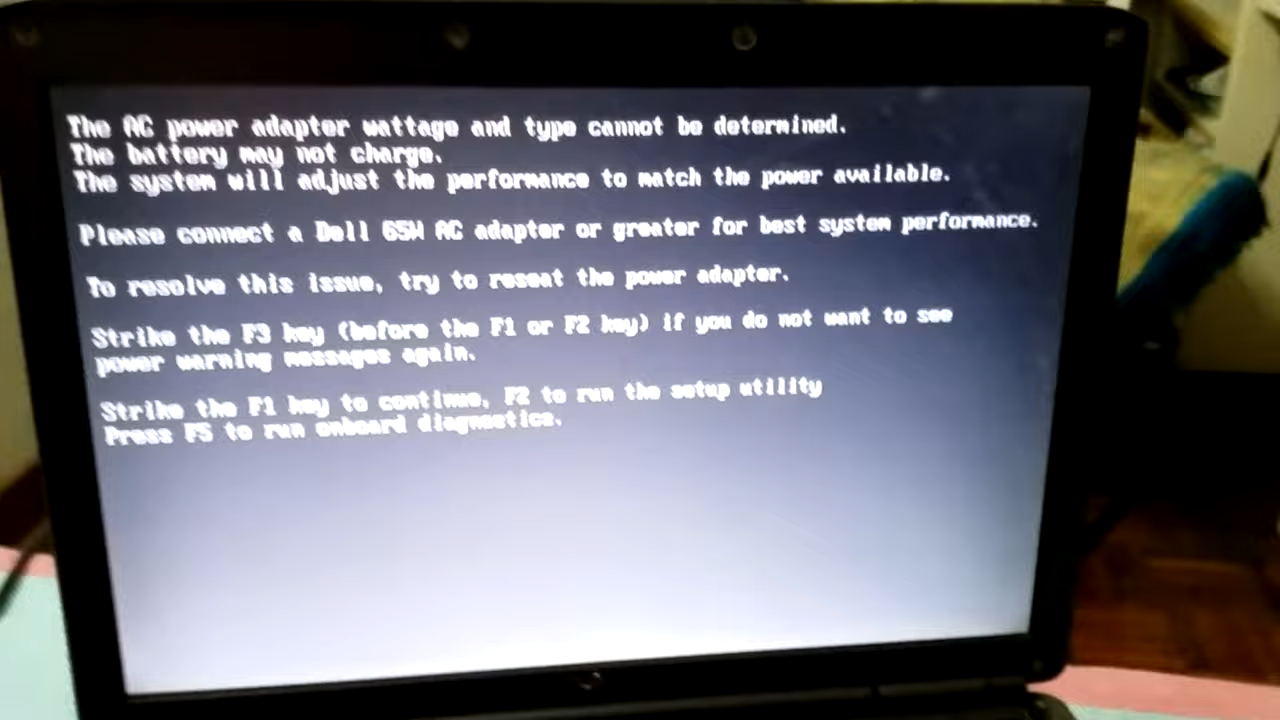 The AC power adapter wattage and type cannot be determined.
The battery may not charge.
The system will adjust the performance to match the power available.
Please connect a Dell 65W AC adapter or greater for best system performance.
To resolve this issue, try to reseat the power adapter.
Strike the F3 key (before the F1 or F2 key) if you do not want to see
power warning messages again.
Strike the F1 key to continue, F2 to run the setup utility
Press F5 to run onboard diagnostics.